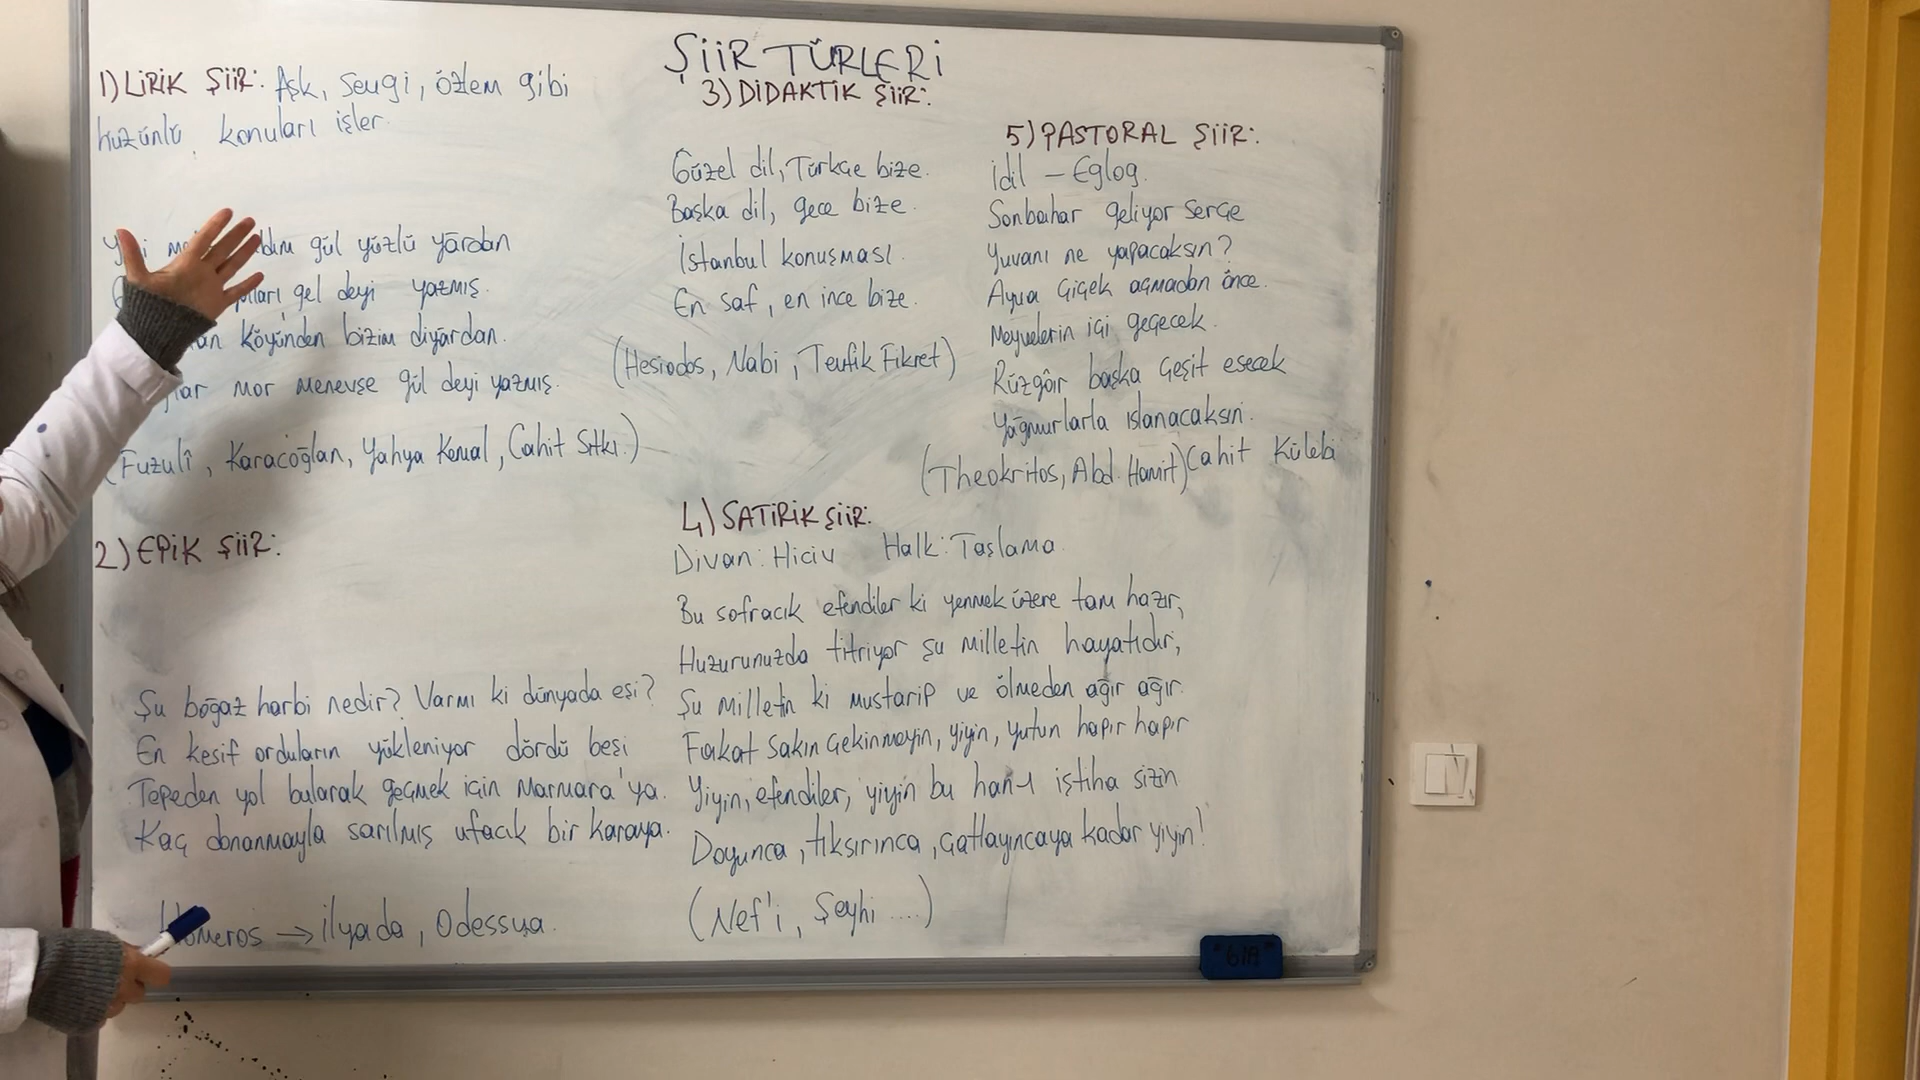 ŞİİR TÜRLERİ
1) LİRİK ŞİİR: Aşk, sevgi, özlem gibi
hüzünlü konuları işler.
gül yüzlü yârdan
gel deyi yazmış.
köyünden bizim diyârdan.
mor menevşe gül deyi yazmış.
(Fuzulî, Karacoğlan, Yahya Kemal, Cahit Sıtkı.)
2) EPİK ŞİİR:
Şu boğaz harbi nedir? Varmı ki dünyada eşi?
En kesif orduların yükleniyor dördü beşi
Tepeden yol bularak geçmek için Marmara'ya.
Kaç donanmayla sarılmış ufacık bir karaya.
Homeros → İlyada, Odessya.
3) DİDAKTİK ŞİİR:
Güzel dil, Türkçe bize.
Başka dil, gece bize.
İstanbul konuşması.
En saf, en ince bize.
(Hesiodos, Nabi, Tevfik Fikret)
4) SATİRİK ŞİİR:
Divan: Hiciv Halk: Taşlama
Bu sofracık efendiler ki yenmek üzere tam hazır,
Huzurunuzda titriyor şu milletin hayatıdır;
Şu milletin ki mustarip ve ölmeden ağır ağır.
Fakat sakın çekinmeyin, yiyin, yutun hapır hapır
Yiyin, efendiler, yiyin bu han-ı iştiha sizin
Doyunca, tıksırınca, çatlayıncaya kadar yiyin!
(Nef'i, Şeyhi ....)
5) PASTORAL ŞİİR:
İdil – Eglog.
Sonbahar geliyor serçe
Yuvanı ne yapacaksın?
Ayva çiçek açmadan önce.
Meyvelerin içi geçecek.
Rüzgâr başka çeşit esecek
Yağmurlarla ıslanacaksın.
(Theokritos, Abd. Hamit) Cahit Külebi